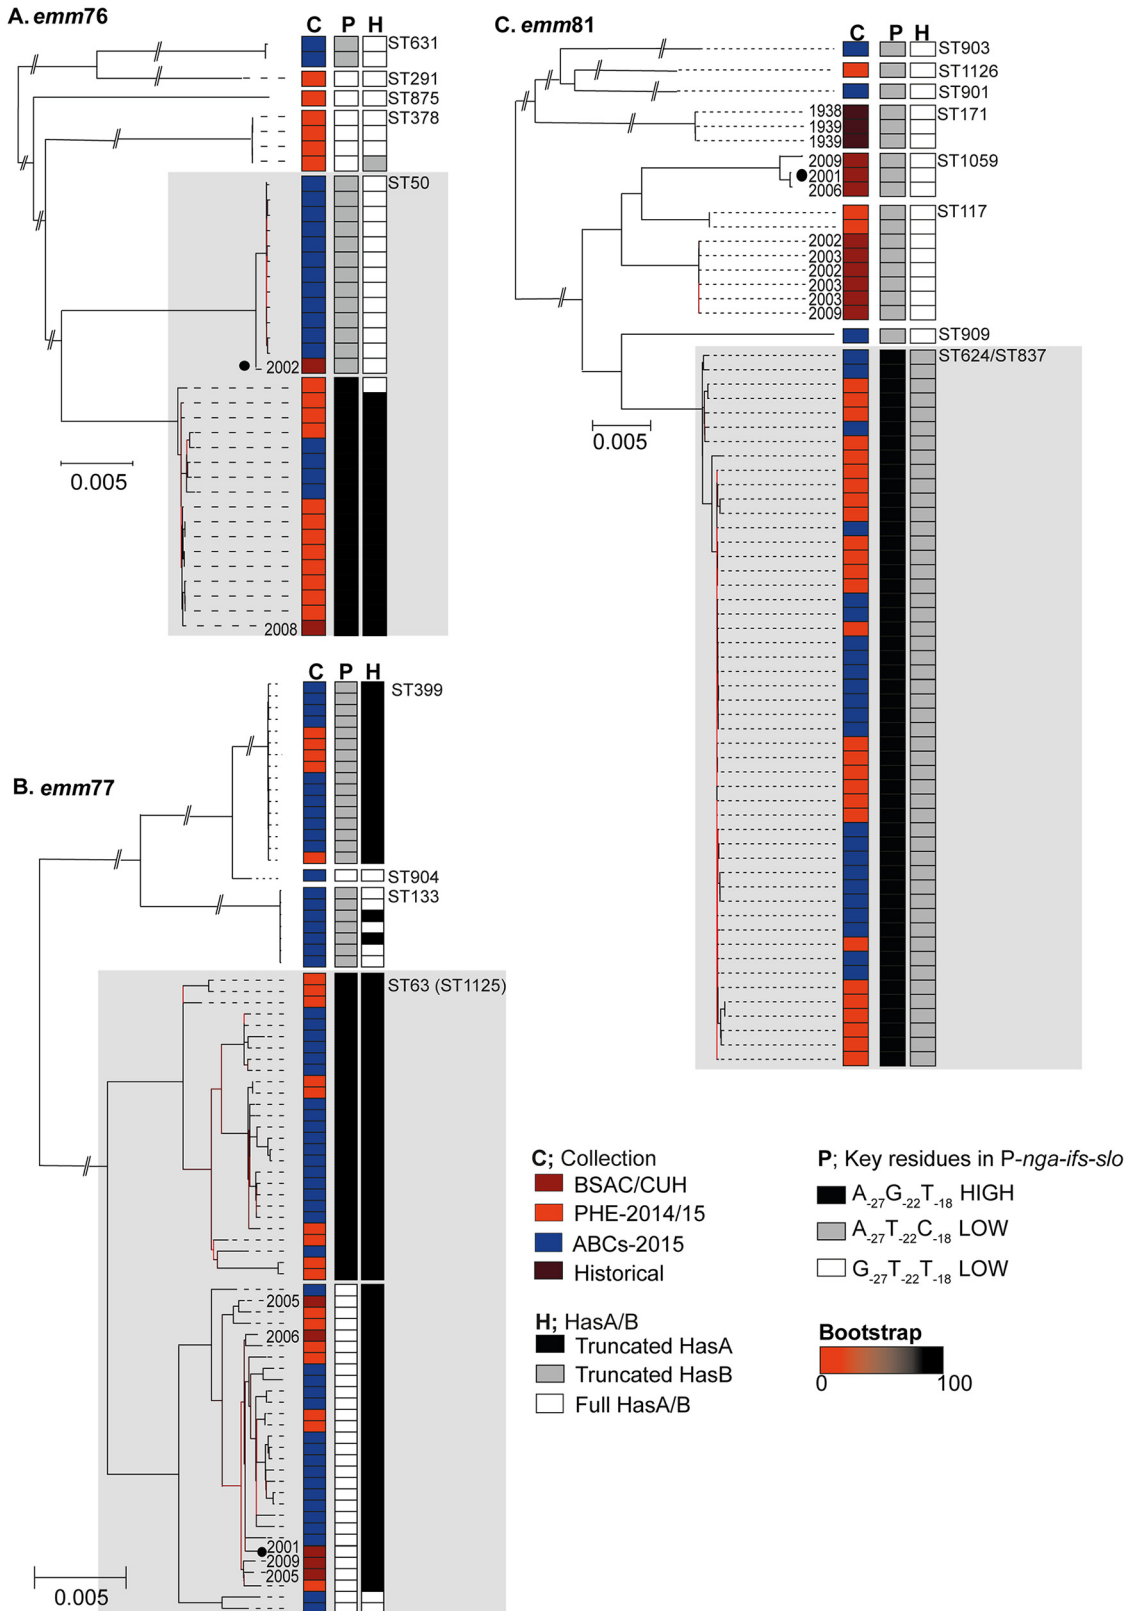 A. emm76
C P H
ST631
ST291
ST875
ST378
ST50
2002
2008
0.005
B. emm77
C P H
ST399
ST904
ST133
ST63 (ST1125)
2005
2006
2001
2009
2005
0.005
C. emm81
C P H
ST903
ST1126
ST901
1938
ST171
1939
1939
2009
ST1059
2001
2006
ST117
2002
2003
2002
2003
2003
2009
ST909
ST624/ST837
0.005
C; Collection
BSAC/CUH
PHE-2014/15
ABCs-2015
Historical
H; HasA/B
Truncated HasA
Truncated HasB
Full HasA/B
P; Key residues in P-nga-ifs-slo
A-27G-22T-18 HIGH
A-27T-22C-18 LOW
G-27T-22T-18 LOW
Bootstrap
0 100